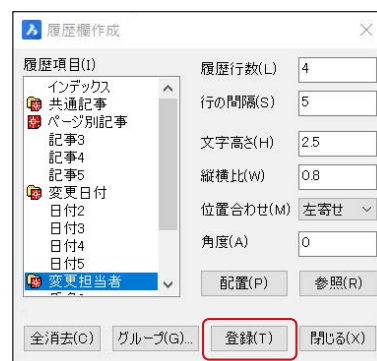 履歴欄作成
履歴項目(I)
インデックス
共通記事
ページ別記事
記事3
記事4
記事5
変更日付
日付2
日付3
日付4
日付5
変更担当者
履歴行数(L) 4
行の間隔(S) 5
文字高さ(H) 2.5
縦横比(W) 0.8
位置合わせ(M) 左寄せ
角度(A) 0
配置(P) 参照(R)
全消去(C) グループ(G)... 登録(T) 閉じる(X)